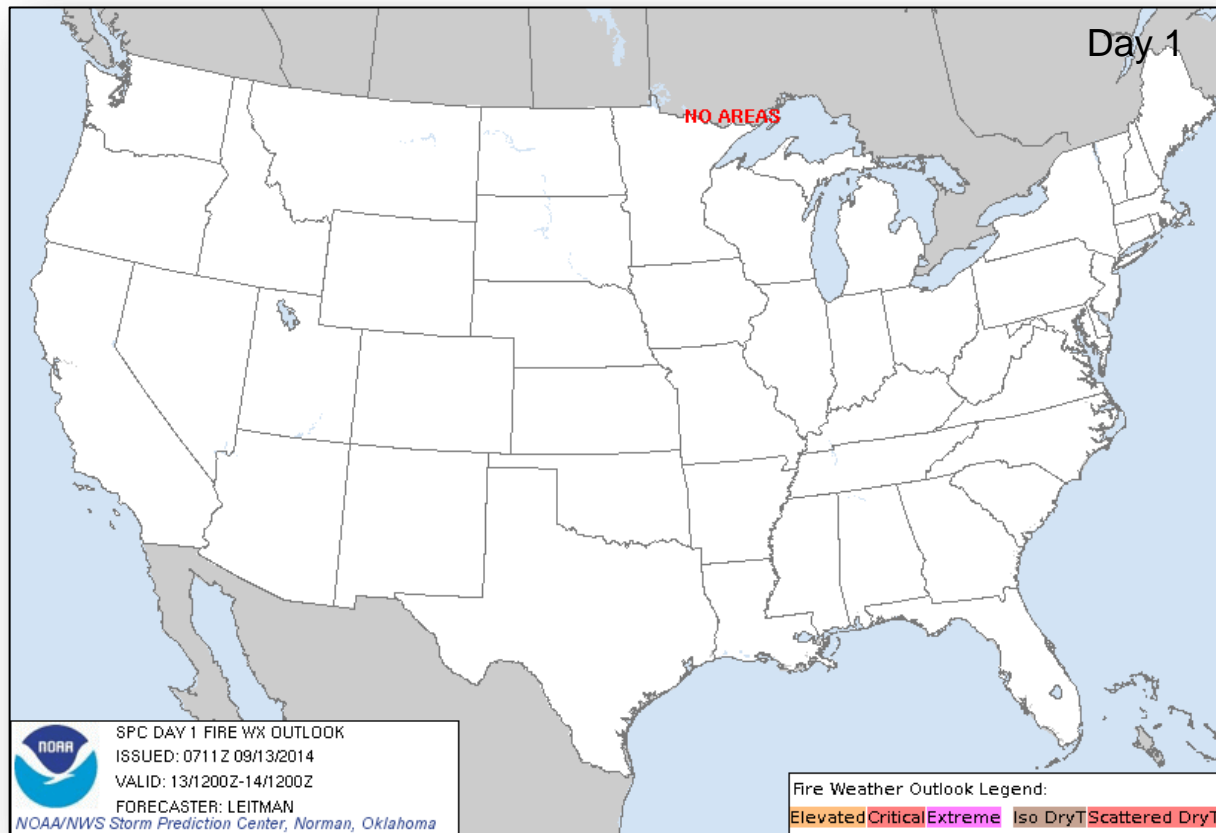 Day 1
NO AREAS
NOAA
SPC DAY 1 FIRE WX OUTLOOK
ISSUED: 0711Z 09/13/2014
VALID: 13/1200Z-14/1200Z
FORECASTER: LEITMAN
NOAA/NWS Storm Prediction Center, Norman, Oklahoma
Fire Weather Outlook Legend:
Elevated Critical Extreme Iso DryT Scattered DryT